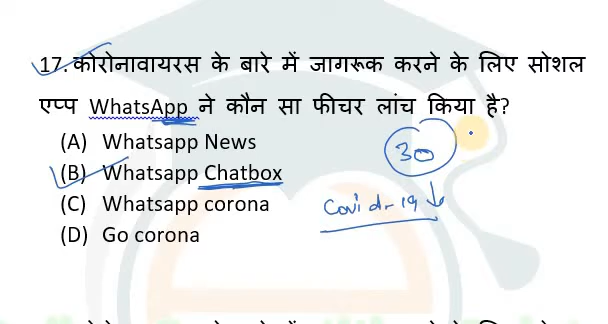 17. कोरोनावायरस के बारे में जागरूक करने के लिए सोशल
एप्प WhatsApp ने कौन सा फीचर लांच किया है?
(A) Whatsapp News
(B) Whatsapp Chatbox
30
(C) Whatsapp corona
Covid-19
(D) Go corona